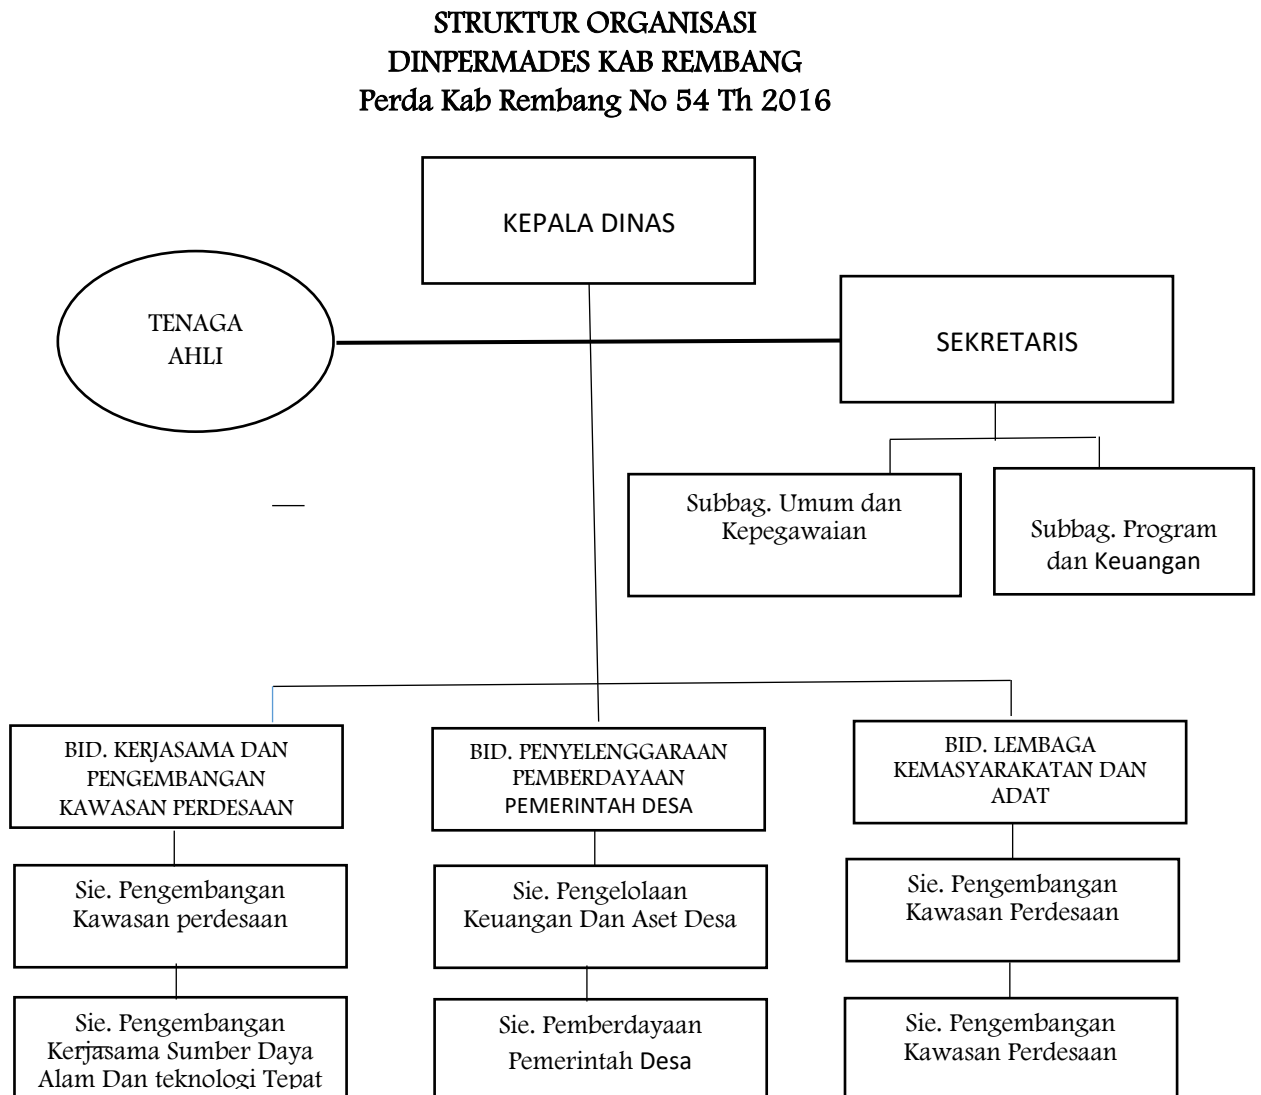 STRUKTUR ORGANISASI
DINPERMADES KAB REMBANG
Perda Kab Rembang No 54 Th 2016
KEPALA DINAS
TENAGA
AHLI
SEKRETARIS
Subbag. Umum dan
Kepegawaian
Subbag. Program
dan Keuangan
BID. KERJASAMA DAN
PENGEMBANGAN
KAWASAN PERDESAAN
BID. PENYELENGGARAAN
PEMBERDAYAAN
PEMERINTAH DESA
BID. LEMBAGA
KEMASYARAKATAN DAN
ADAT
Sie. Pengembangan
Kawasan perdesaan
Sie. Pengelolaan
Keuangan Dan Aset Desa
Sie. Pengembangan
Kawasan Perdesaan
Sie. Pengembangan
Kerjasama Sumber Daya
Alam Dan teknologi Tepat
Sie. Pemberdayaan
Pemerintah Desa
Sie. Pengembangan
Kawasan Perdesaan